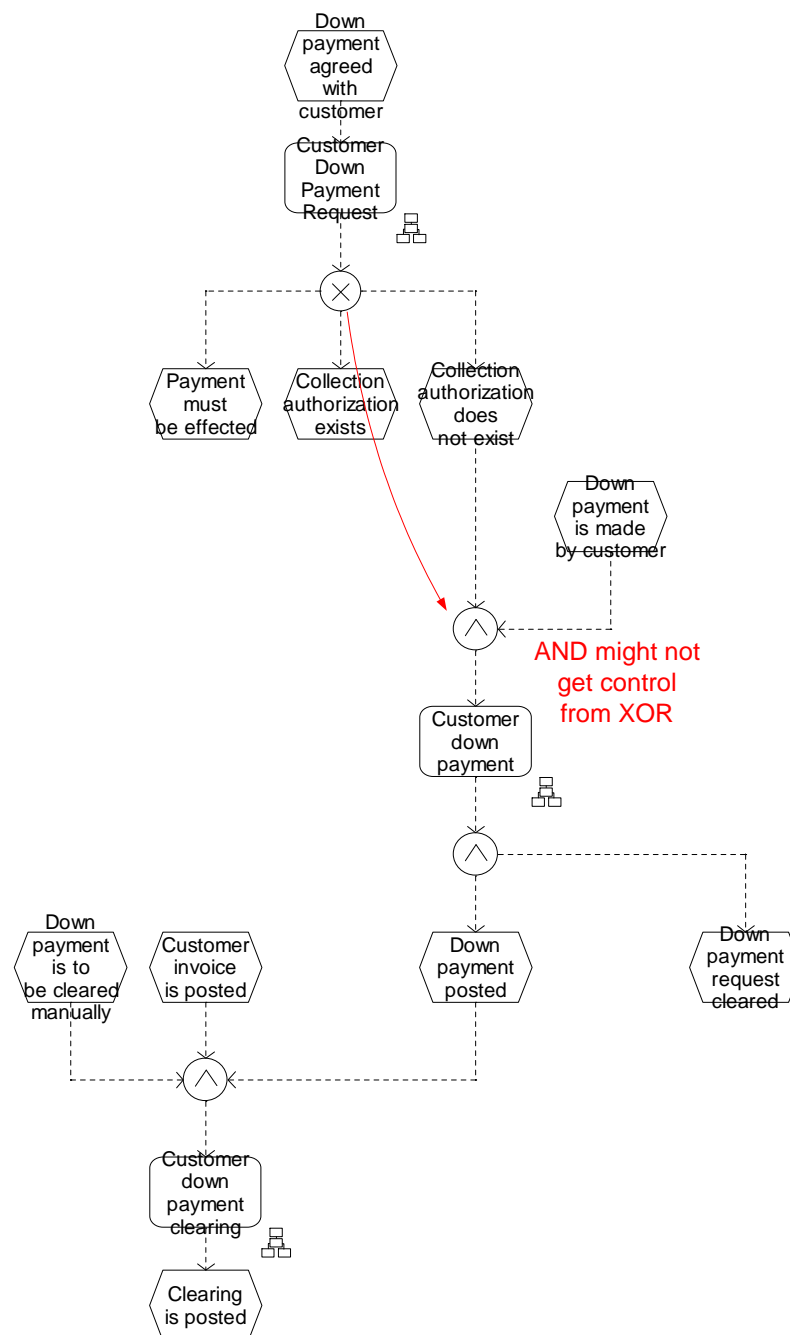 Down
payment
agreed
with
customer
Customer
Down
Payment
Request
Payment
must
be effected
Collection
authorization
exists
Collection
authorization
does
not exist
Down
payment
is made
by customer
AND might not
get control
from XOR
Customer
down
payment
Down
payment
is to
be cleared
manually
Customer
invoice
is posted
Down
payment
posted
Down
payment
request
cleared
Customer
down
payment
clearing
Clearing
is posted